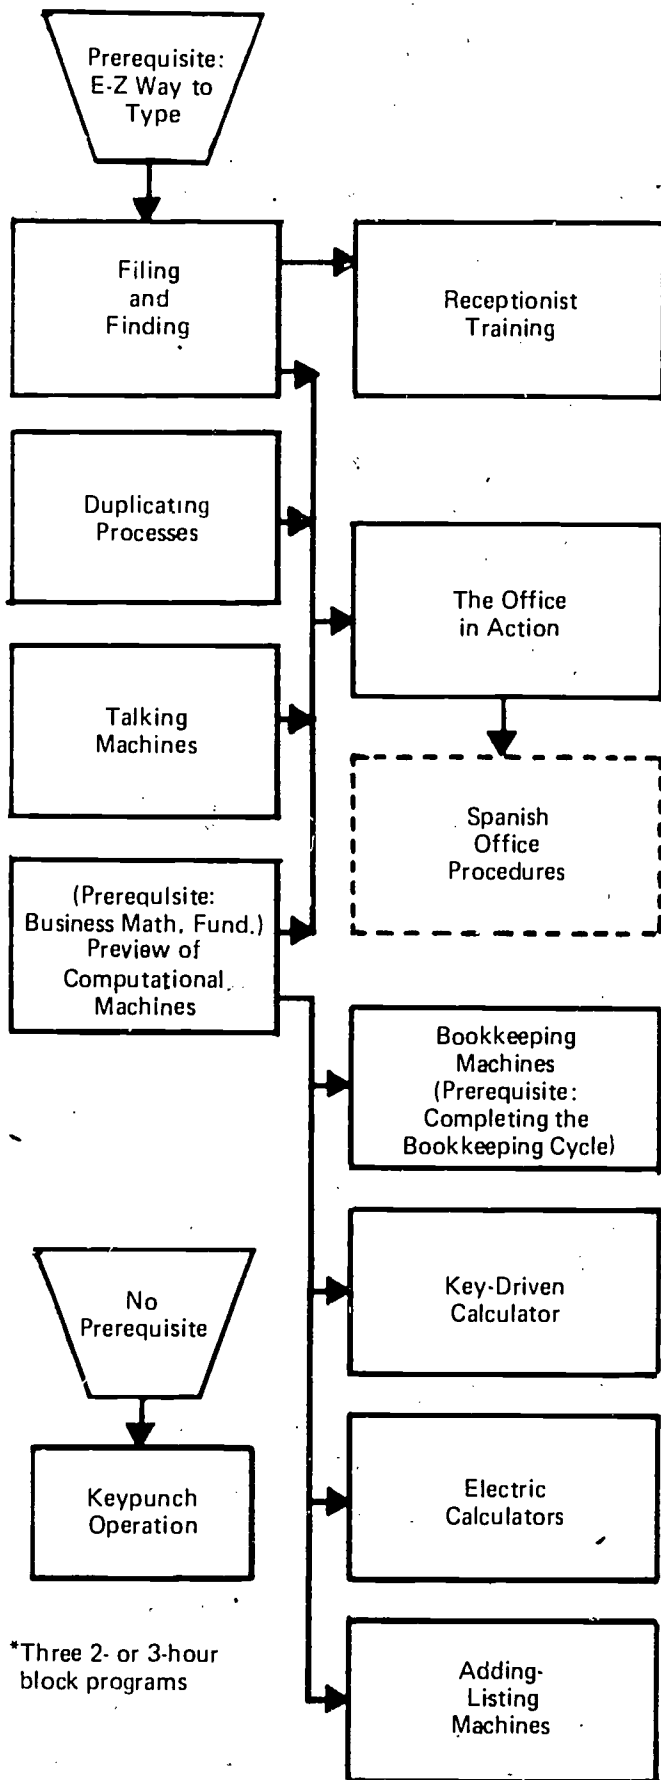 Prerequisite:
E-Z Way to
Type
Filing
and
Finding
Receptionist
Training
Duplicating
Processes
The Office
in Action
Talking
Machines
Spanish
Office
Procedures
(Prerequisite:
Business Math. Fund.)
Preview of
Computational
Machines
Bookkeeping
Machines
(Prerequisite:
Completing the
Bookkeeping Cycle)
Key-Driven
Calculator
No
Prerequisite
Keypunch
Operation
Electric
Calculators
*Three 2- or 3-hour
block programs
Adding-
Listing
Machines